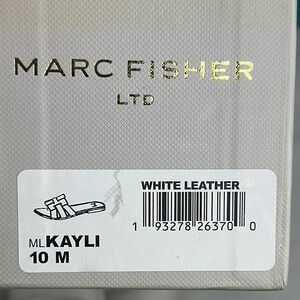 MARC FISHER
LTD
WHITE LEATHER
1 93278 26370 0
MLKAYLI
10 M